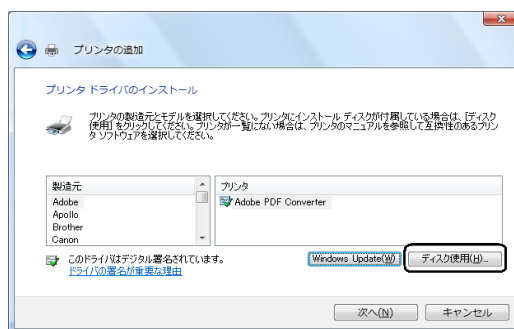 プリンタの追加
プリンタ ドライバのインストール
プリンタの製造元とモデルを選択してください。プリンタにインストール ディスクが付属している場合は、[ディスク
使用] をクリックしてください。プリンタが一覧にない場合は、プリンタのマニュアルを参照して互換性のあるプリン
タ ソフトウェアを選択してください。
製造元
Adobe
Apollo
Brother
Canon
プリンタ
Adobe PDF Converter
このドライバはデジタル署名されています。
ドライバの署名が重要な理由
Windows Update(W)
ディスク使用(H)...
次へ(N)
キャンセル